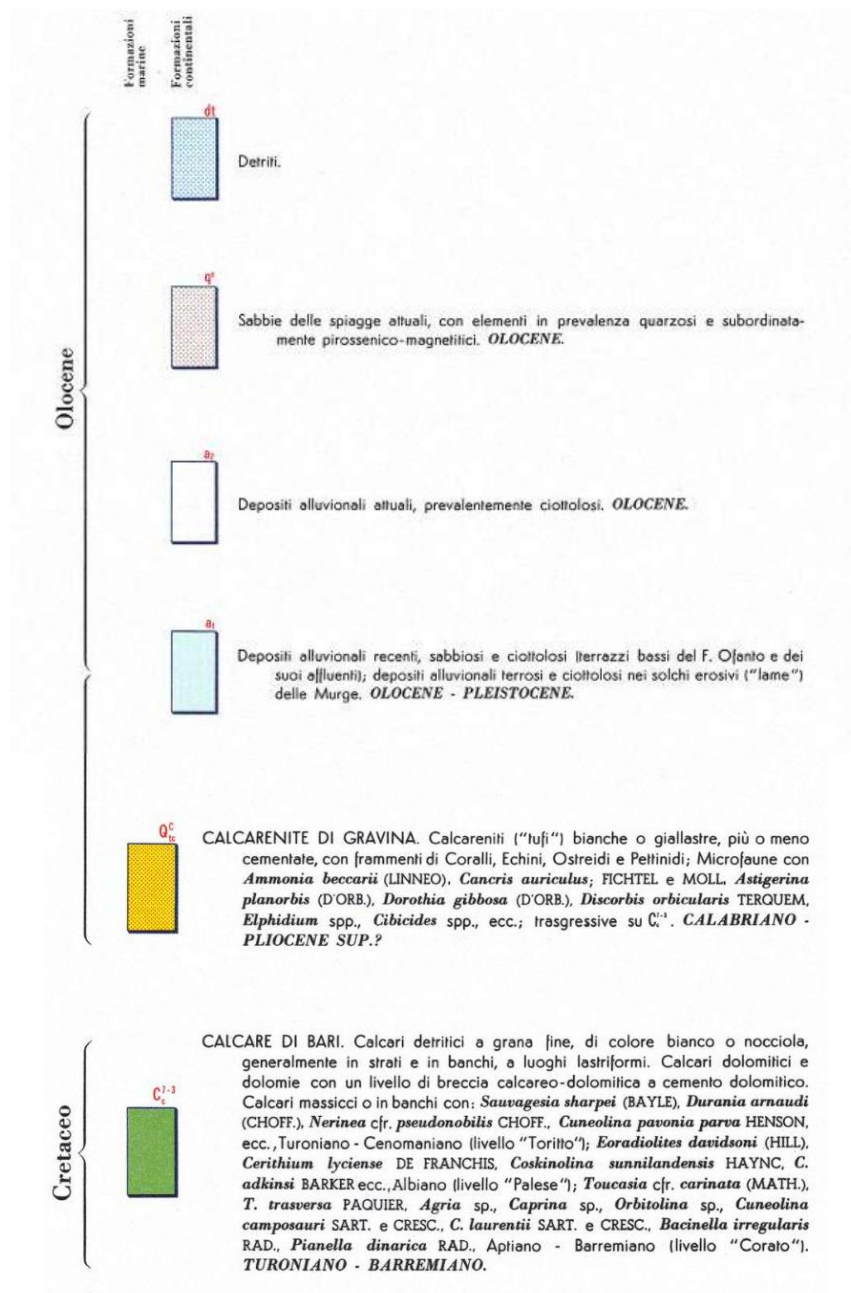 Formazioni
marine
Formazioni
continentali
Olocene
dt
Detriti.
Sabbie delle spiagge attuali, con elementi in prevalenza quarzosi e subordinata-
mente pirossenico-magnetitici. OLOCENE.
a2
Depositi alluvionali attuali, prevalentemente ciottolosi. OLOCENE.
a1
Depositi alluvionali recenti, sabbiosi e ciottolosi (terrazzi bassi del F. Ofanto e dei
suoi affluenti); depositi alluvionali terrosi e ciottolosi nei solchi erosivi ("lame")
delle Murge. OLOCENE - PLEISTOCENE.
Q tc C
CALCARENITE DI GRAVINA. Calcareniti ("tufi") bianche o giallastre, più o meno
cementate, con frammenti di Coralli, Echini, Ostreidi e Pettinidi; Microfaune con
Ammonia beccarii (LINNEO), Cancris auriculus; FICHTEL e MOLL, Astigerina
planorbis (D'ORB.), Dorothia gibbosa (D'ORB.), Discorbis orbicularis TERQUEM,
Elphidium spp., Cibicides spp., ecc.; trasgressive su . CALABRIANO -
PLIOCENE SUP.?
Cretaceo
C c 7-3
CALCARE DI BARI. Calcari detritici a grana fine, di colore bianco o nocciola,
generalmente in strati e in banchi, a luoghi lastriformi. Calcari dolomitici e
dolomie con un livello di breccia calcareo-dolomitica a cemento dolomitico.
Calcari massicci o in banchi con: Sauvagesia sharpei (BAYLE), Durania arnaudi
(CHOFF.), Nerinea cfr. pseudonobilis CHOFF., Cuneolina pavonia parva HENSON,
ecc., Turoniano - Cenomaniano (livello "Toritto"); Eoradiolites davidsoni (HILL),
Cerithium lyciense DE FRANCHIS, Coskinolina sunnilandensis HAYNC, C.
adkinsi BARKER ecc., Albiano (livello "Palese"); Toucasia cfr. carinata (MATH.),
T. trasversa PAQUIER, Agria sp., Caprina sp., Orbitolina sp., Cuneolina
camposauri SART. e CRESC., C. laurentii SART. e CRESC., Bacinella irregularis
RAD., Pianella dinarica RAD., Aptiano - Barremiano (livello "Corato").
TURONIANO - BARREMIANO.